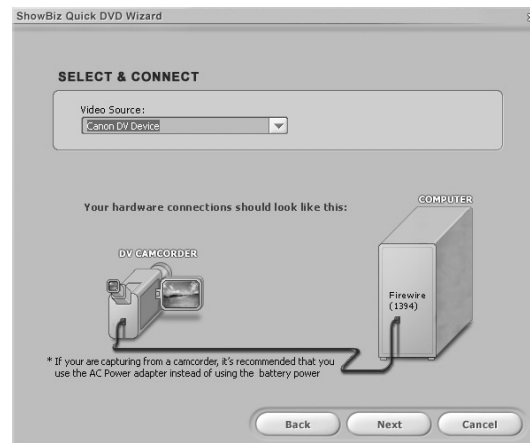 ShowBiz Quick DVD Wizard
SELECT & CONNECT
Video Source:
Canon DV Device
Your hardware connections should look like this:
COMPUTER
DV CAMCORDER
Firewire
(1394)
* If your are capturing from a camcorder, it's recommended that you
use the AC Power adapter instead of using the battery power
Back Next Cancel